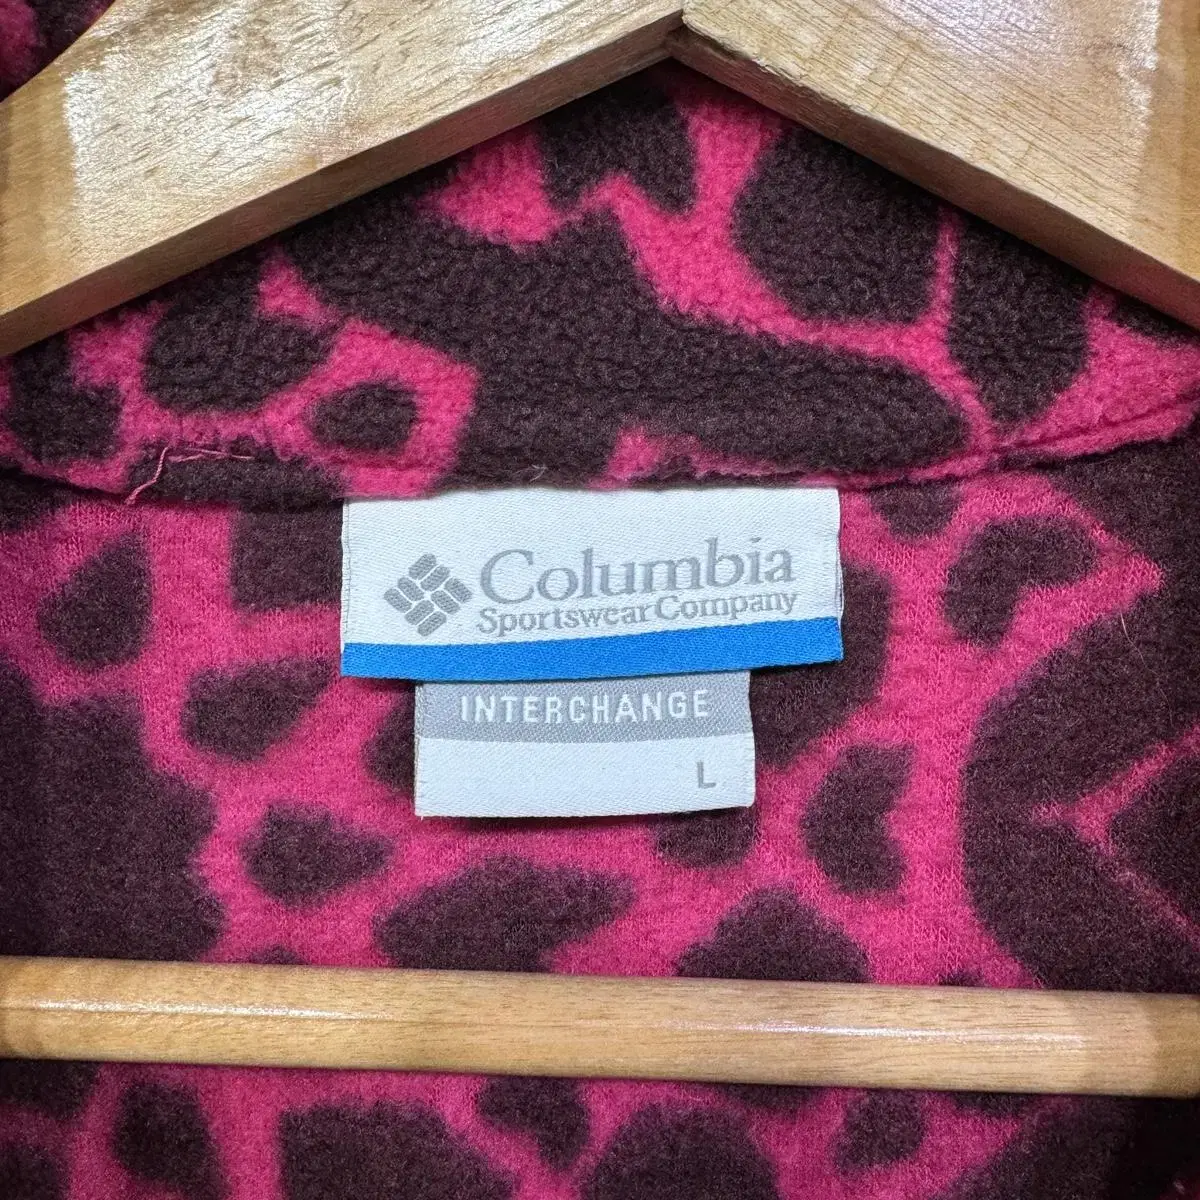 Columbia
Sportswear Company
INTERCHANGE
L